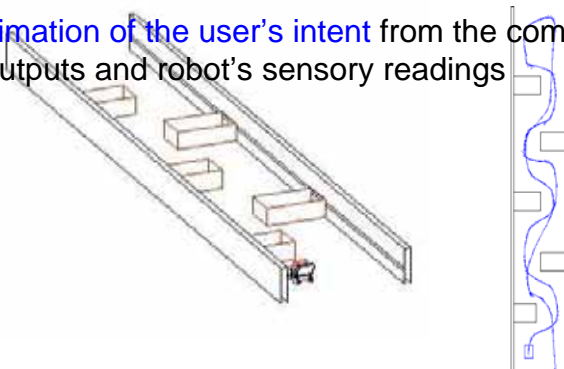 imation of the user's intent from the com
utputs and robot's sensory readings